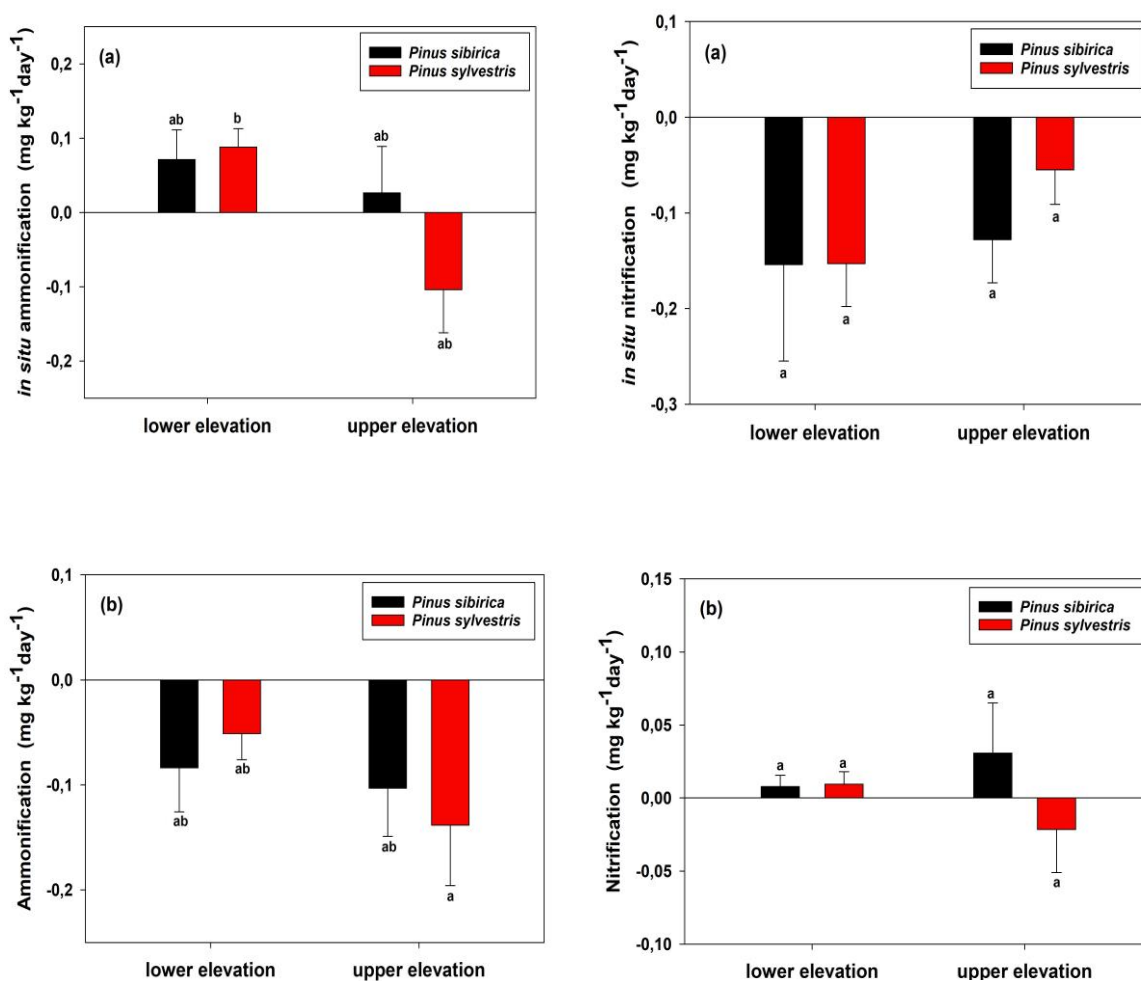 (a)
Pinus sibirica
Pinus sylvestris
in situ ammonification (mg kg-1day-1)
0,2
0,1
0,0
-0,1
-0,2
ab
b
ab
ab
lower elevation
upper elevation
(a)
Pinus sibirica
Pinus sylvestris
in situ nitrification (mg kg-1day-1)
0,1
0,0
-0,1
-0,2
-0,3
a
a
a
a
lower elevation
upper elevation
(b)
Pinus sibirica
Pinus sylvestris
Ammonification (mg kg-1day-1)
0,1
0,0
-0,1
-0,2
ab
ab
ab
a
lower elevation
upper elevation
(b)
Pinus sibirica
Pinus sylvestris
Nitrification (mg kg-1day-1)
0,15
0,10
0,05
0,00
-0,05
-0,10
a
a
a
a
lower elevation
upper elevation